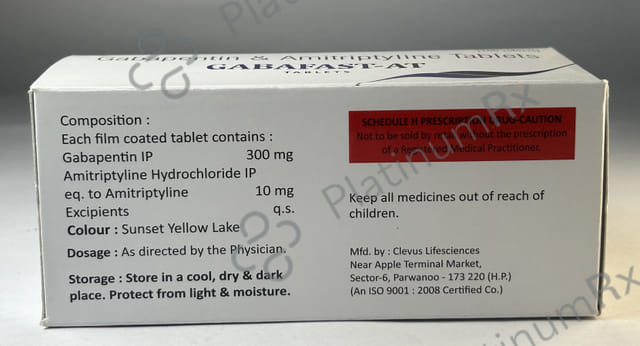 Gabapentin & Amitriptyline Tablets
GABAFAST-AT
TABLETS
Composition :
Each film coated tablet contains :
Gabapentin IP 300 mg
Amitriptyline Hydrochloride IP
eq. to Amitriptyline 10 mg
Excipients q.s.
Colour : Sunset Yellow Lake
Dosage : As directed by the Physician.
Storage : Store in a cool, dry & dark
place. Protect from light & moisture.
SCHEDULE H PRESCRIPTION DRUG-CAUTION
Not to be sold by retail without the prescription
of a Registered Medical Practitioner.
Keep all medicines out of reach of
children.
Mfd. by : Clevus Lifesciences
Near Apple Terminal Market,
Sector-6, Parwanoo - 173 220 (H.P.)
(An ISO 9001 : 2008 Certified Co.)
PlatinumRx
PlatinumRx